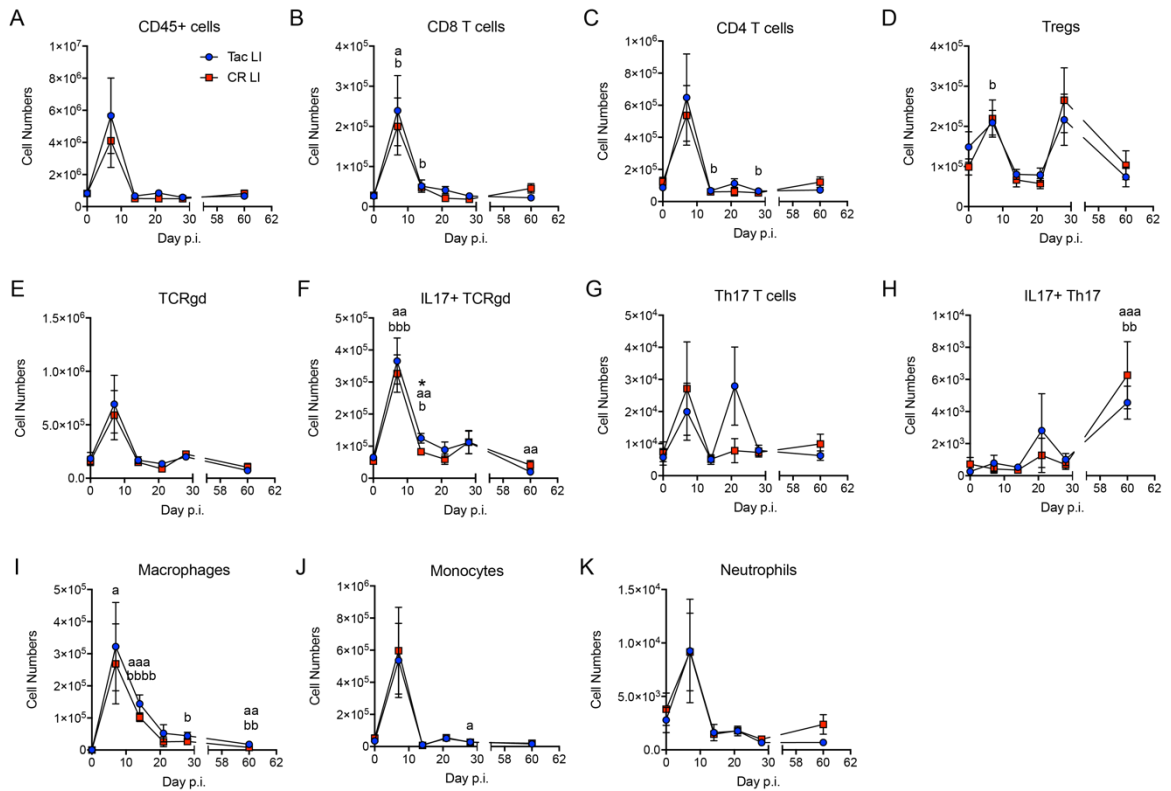 A
CD45+ cells
Cell Numbers
1×10⁷
8×10⁶
6×10⁶
4×10⁶
2×10⁶
0
Tac LI
CR LI
0 10 20 30 58 60 62
Day p.i.
B
CD8 T cells
Cell Numbers
4×10⁵
3×10⁵
2×10⁵
1×10⁵
0
a
b
b
0 10 20 30 58 60 62
Day p.i.
C
CD4 T cells
Cell Numbers
1×10⁶
8×10⁵
6×10⁵
4×10⁵
2×10⁵
0
b b
0 10 20 30 58 60 62
Day p.i.
D
Tregs
Cell Numbers
4×10⁵
3×10⁵
2×10⁵
1×10⁵
0
b
0 10 20 30 58 60 62
Day p.i.
E
TCRgd
Cell Numbers
1.5×10⁶
1.0×10⁶
5.0×10⁵
0.0
0 10 20 30 58 60 62
Day p.i.
F
IL17+ TCRgd
Cell Numbers
5×10⁵
4×10⁵
3×10⁵
2×10⁵
1×10⁵
0
aa
bbb
*
aa
b
aa
0 10 20 30 58 60 62
Day p.i.
G
Th17 T cells
Cell Numbers
5×10⁴
4×10⁴
3×10⁴
2×10⁴
1×10⁴
0
0 10 20 30 58 60 62
Day p.i.
H
IL17+ Th17
Cell Numbers
1×10⁴
8×10³
6×10³
4×10³
2×10³
0
aaa
bb
0 10 20 30 58 60 62
Day p.i.
I
Macrophages
Cell Numbers
5×10⁵
4×10⁵
3×10⁵
2×10⁵
1×10⁵
0
a
aaa
bbbb
b
aa
bb
0 10 20 30 58 60 62
Day p.i.
J
Monocytes
Cell Numbers
1×10⁶
8×10⁵
6×10⁵
4×10⁵
2×10⁵
0
a
0 10 20 30 58 60 62
Day p.i.
K
Neutrophils
Cell Numbers
1.5×10⁴
1.0×10⁴
5.0×10³
0.0
0 10 20 30 58 60 62
Day p.i.